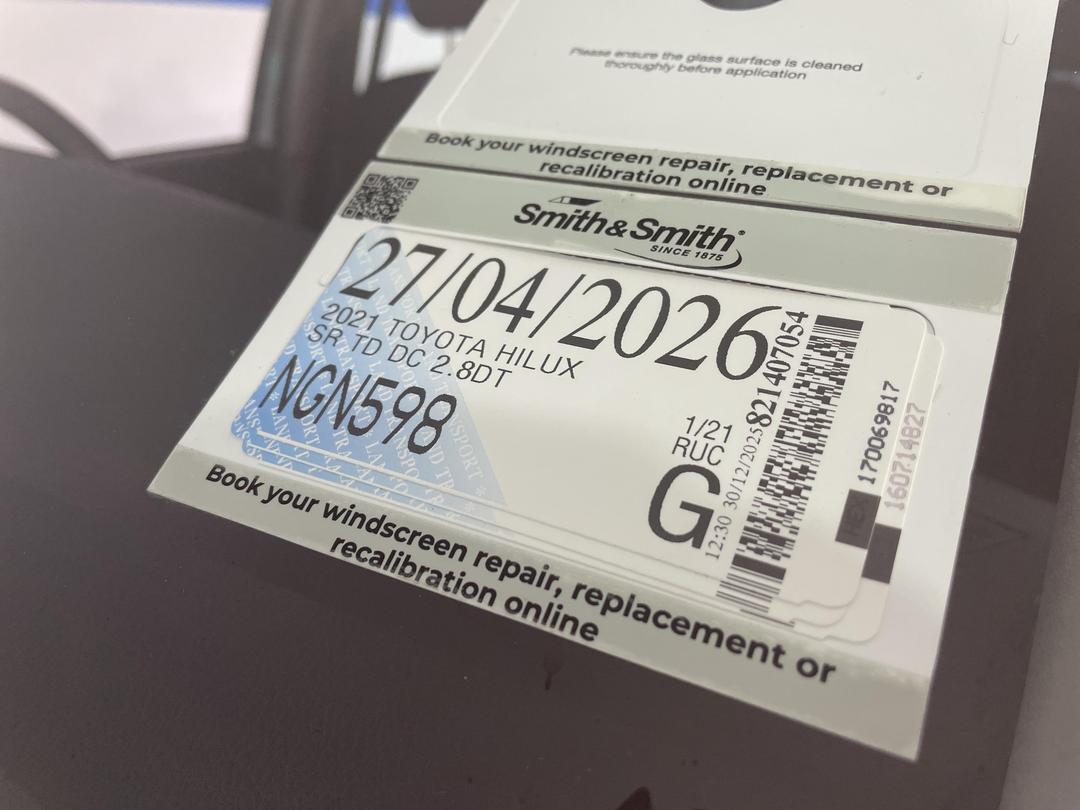 Please ensure the glass surface is cleaned
thoroughly before application
Book your windscreen repair, replacement or
recalibration online
Smith&Smith®
SINCE 1875
27/04/2026
2021 TOYOTA HILUX
SR TD DC 2.8DT
NGN598
1/21
RUC
G
12:30 30/12/2025
821407054
170069817
160714827
Book your windscreen repair, replacement or
recalibration online